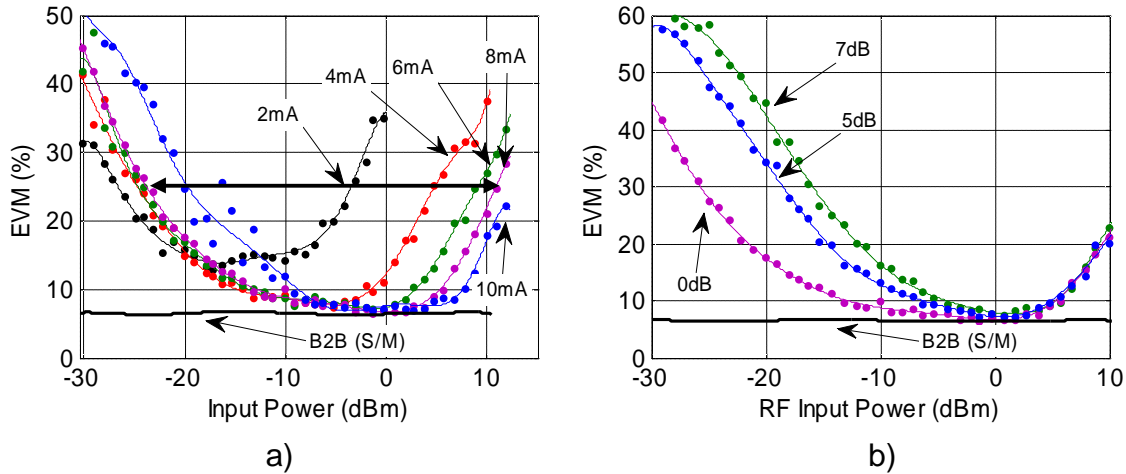 50
40
30
20
10
0
EVM (%)
-30
-20
-10
0
10
Input Power (dBm)
2mA
4mA
6mA
8mA
10mA
B2B (S/M)
a)
60
50
40
30
20
10
0
EVM (%)
-30
-20
-10
0
10
RF Input Power (dBm)
7dB
5dB
0dB
B2B (S/M)
b)